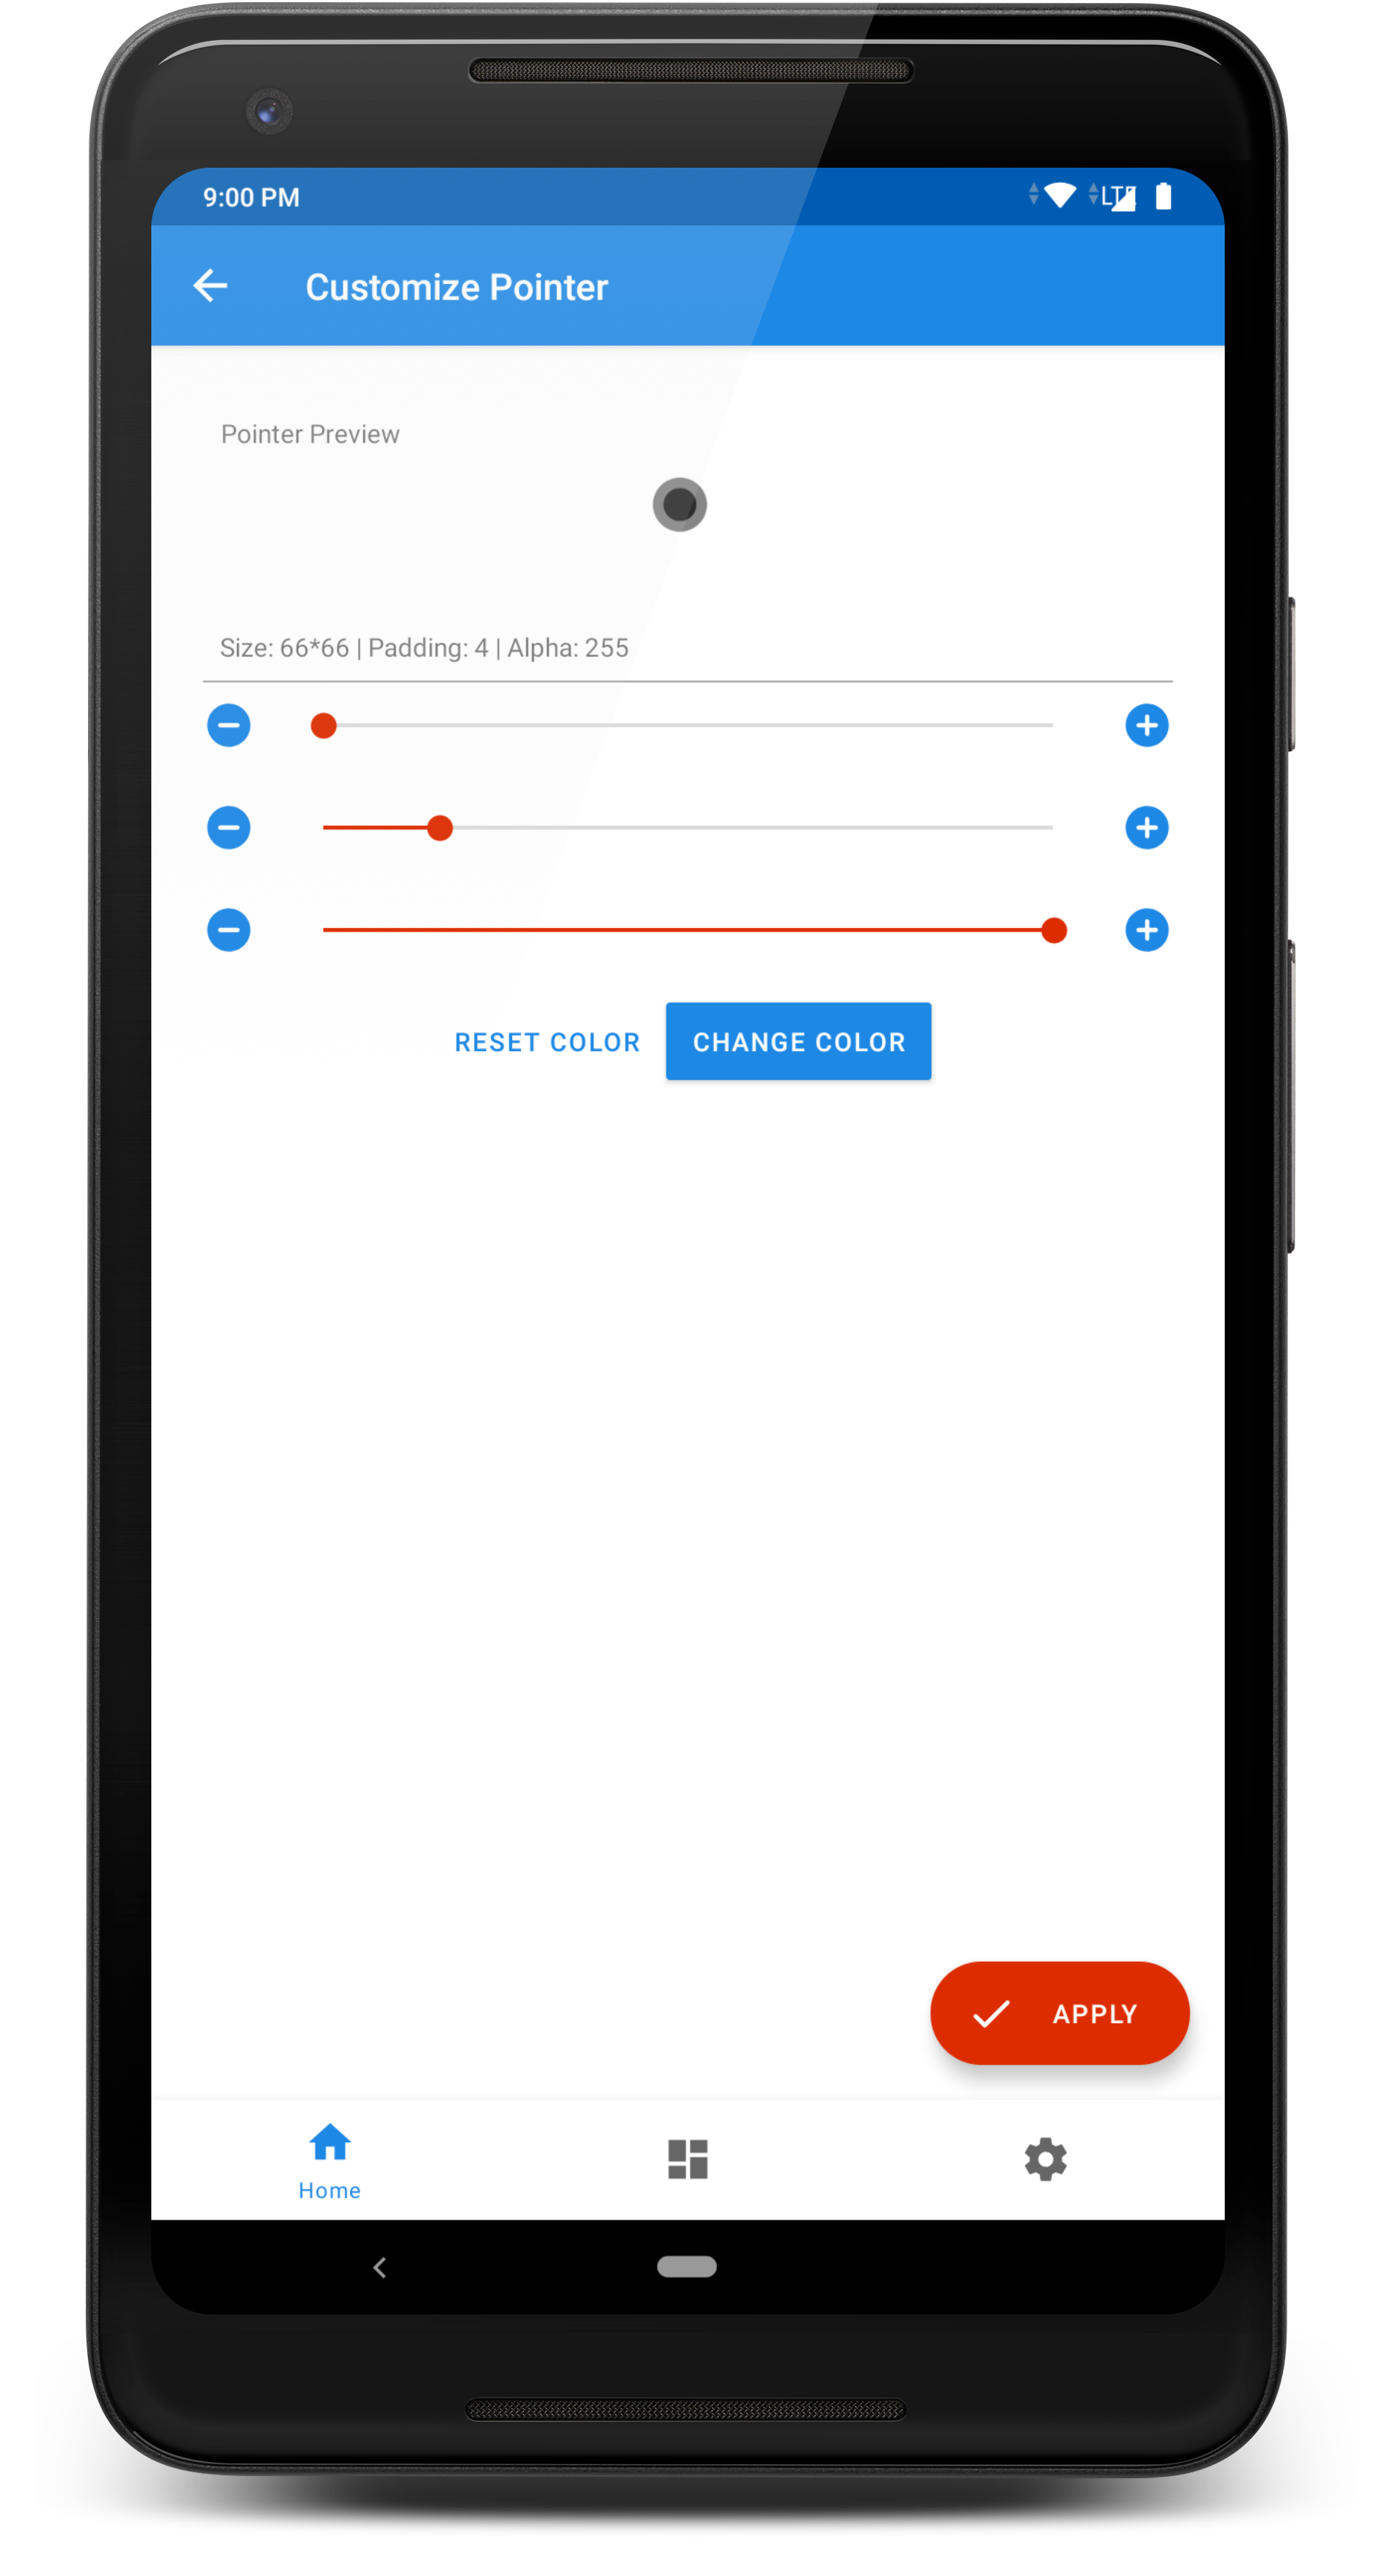 9:00 PM
LTE
Customize Pointer
Pointer Preview
Size: 66*66 | Padding: 4 | Alpha: 255
RESET COLOR CHANGE COLOR
APPLY
Home